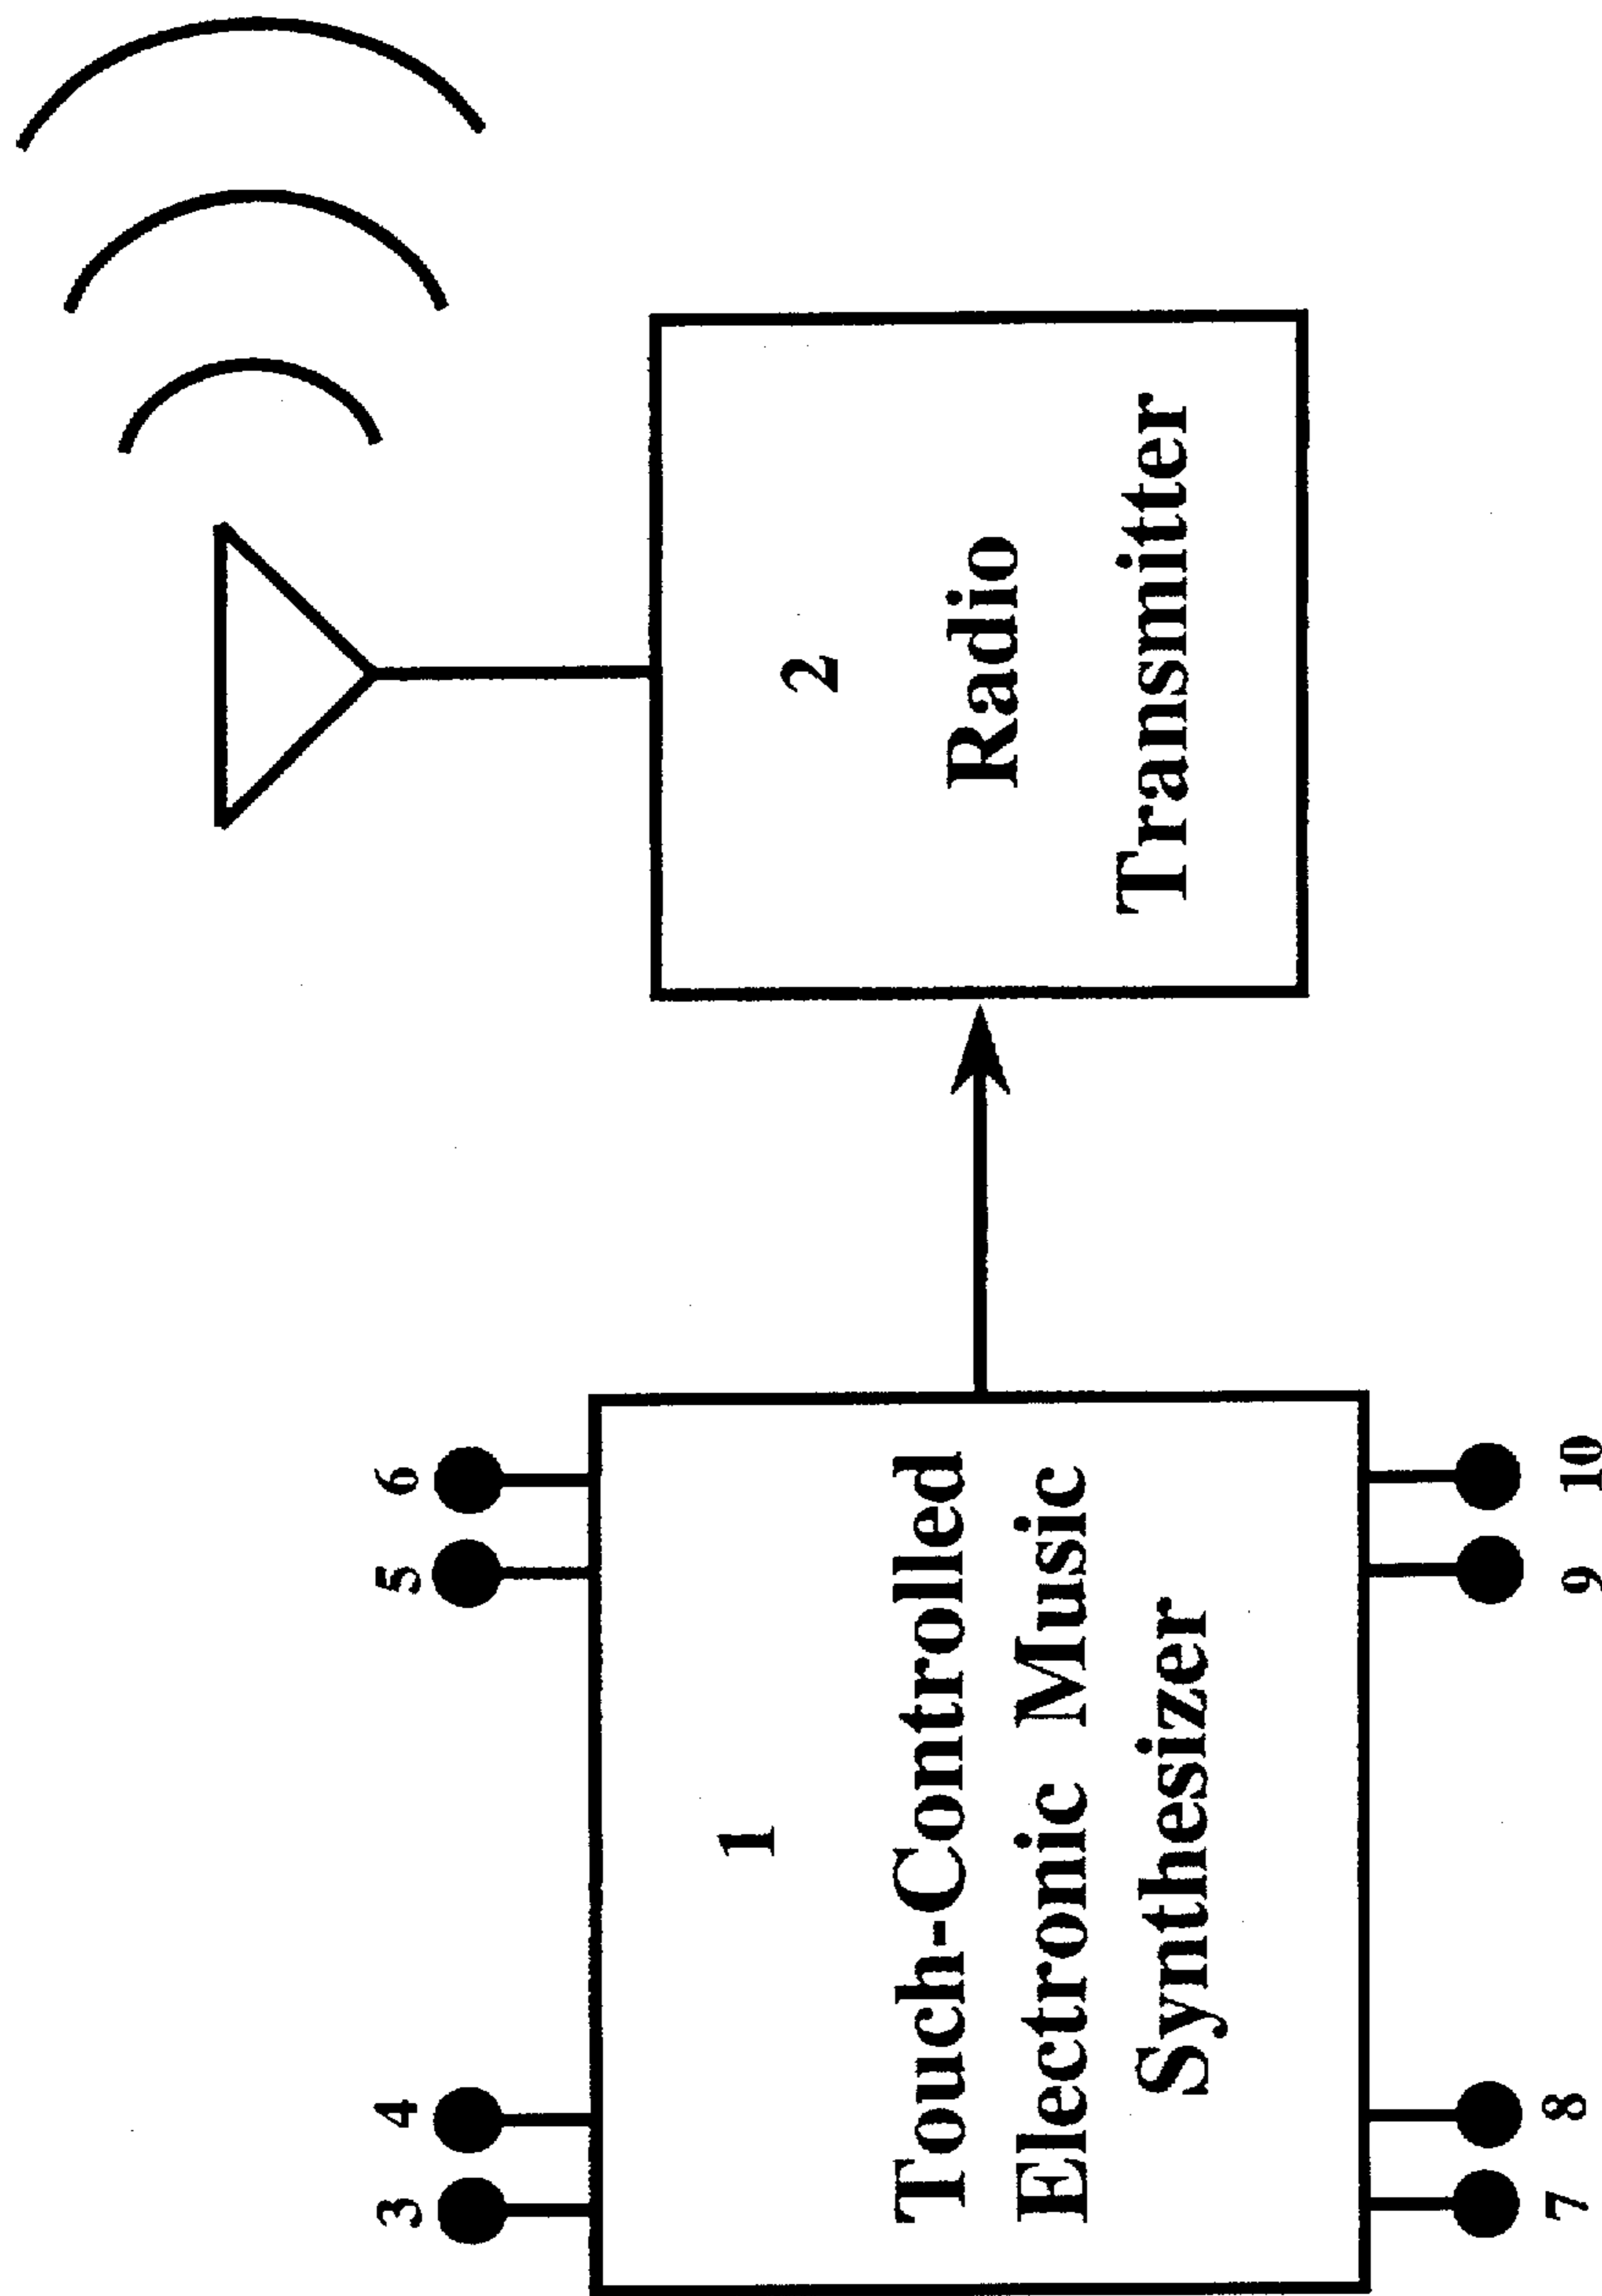 3 4 5 6
1
Touch-Controlled
Electronic Music
Synthesizer
7 8 9 10
2
Radio
Transmitter